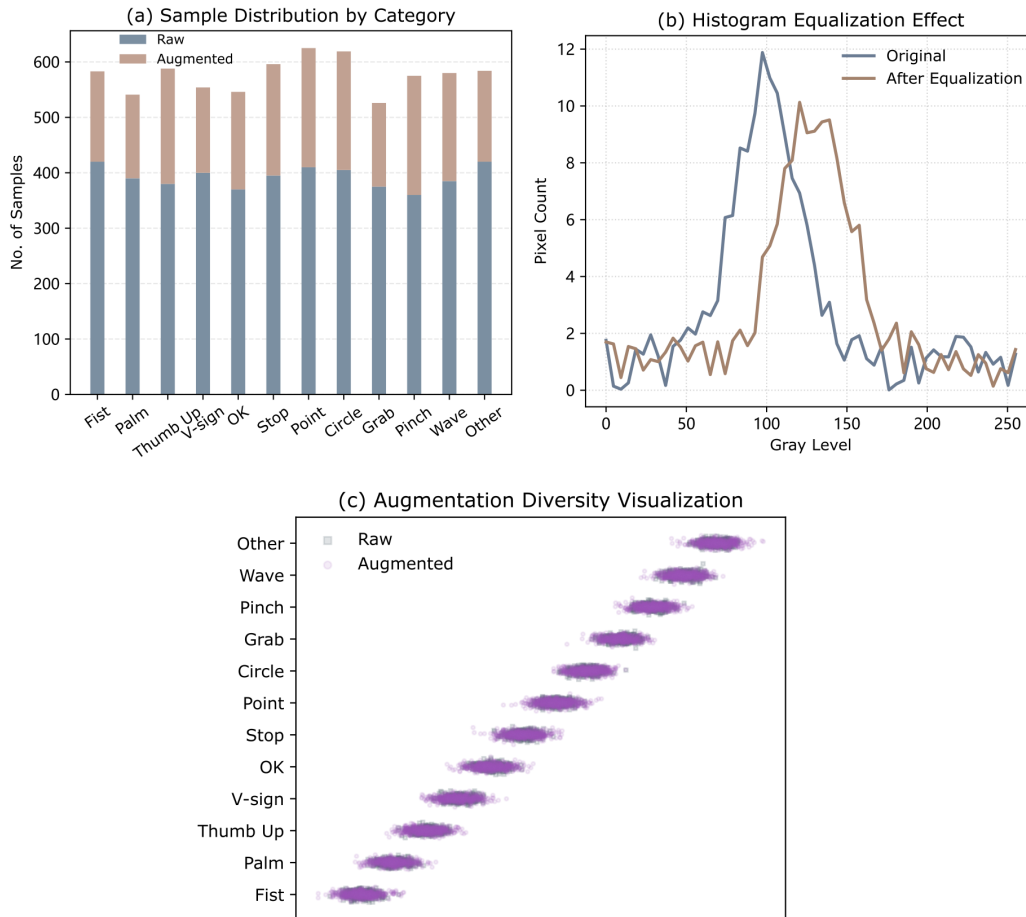 (a) Sample Distribution by Category
Raw
Augmented
No. of Samples
600
500
400
300
200
100
0
Fist
Palm
Thumb Up
V-sign
OK
Stop
Point
Circle
Grab
Pinch
Wave
Other
(b) Histogram Equalization Effect
Original
After Equalization
Pixel Count
12
10
8
6
4
2
0
0
50
100
150
200
250
Gray Level
(c) Augmentation Diversity Visualization
Raw
Augmented
Other
Wave
Pinch
Grab
Circle
Point
Stop
OK
V-sign
Thumb Up
Palm
Fist